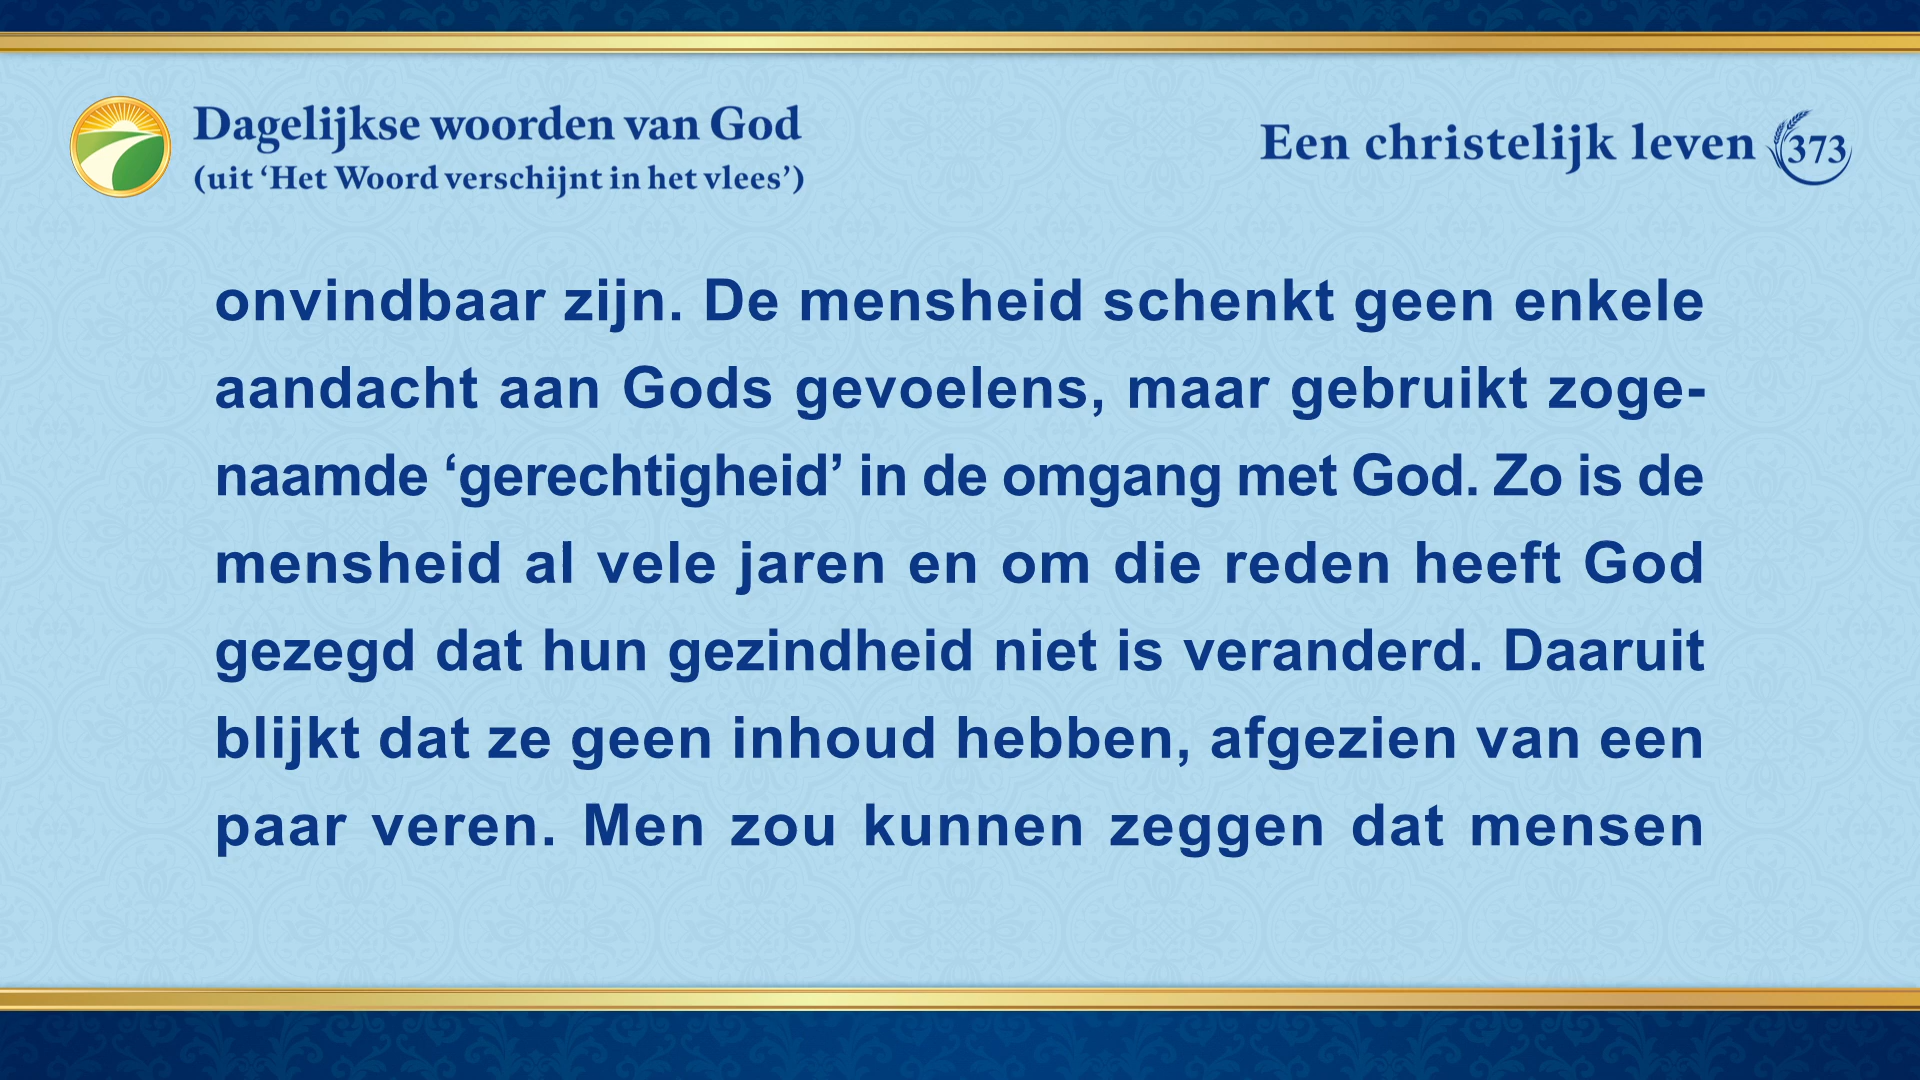 Dagelijkse woorden van God
(uit ‘Het Woord verschijnt in het vlees’)
Een christelijk leven 373
onvindbaar zijn. De mensheid schenkt geen enkele
aandacht aan Gods gevoelens, maar gebruikt zoge-
naamde ‘gerechtigheid’ in de omgang met God. Zo is de
mensheid al vele jaren en om die reden heeft God
gezegd dat hun gezindheid niet is veranderd. Daaruit
blijkt dat ze geen inhoud hebben, afgezien van een
paar veren. Men zou kunnen zeggen dat mensen